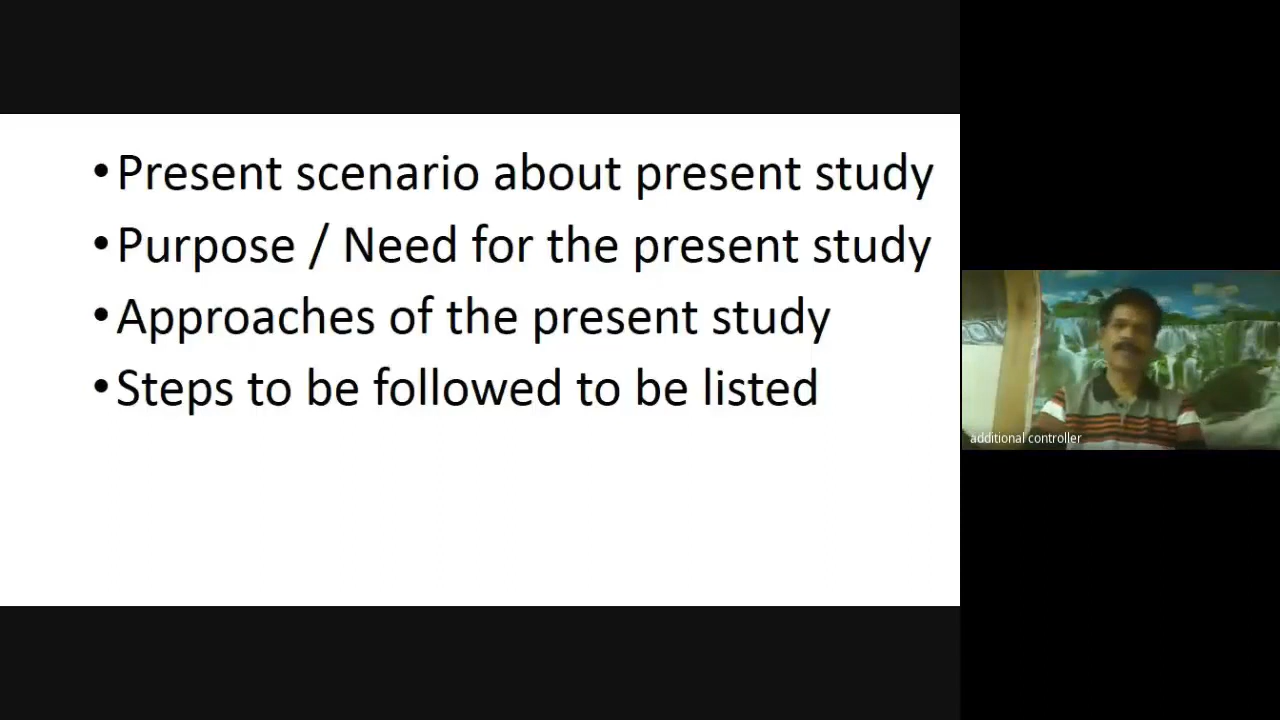 •Present scenario about present study
•Purpose / Need for the present study
•Approaches of the present study
•Steps to be followed to be listed
additional controller